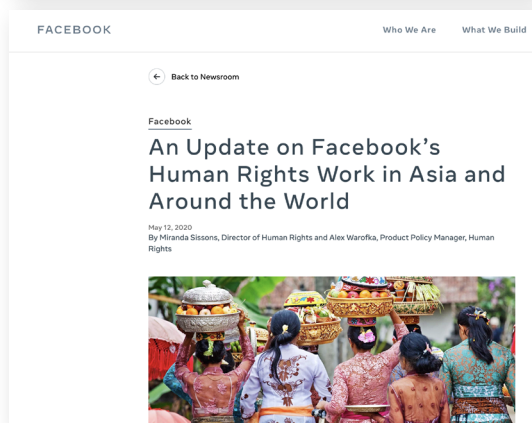 FACEBOOK
Who We Are
What We Build
Back to Newsroom
Facebook
An Update on Facebook’s
Human Rights Work in Asia and
Around the World
May 12, 2020
By Miranda Sissons, Director of Human Rights and Alex Warofka, Product Policy Manager, Human
Rights